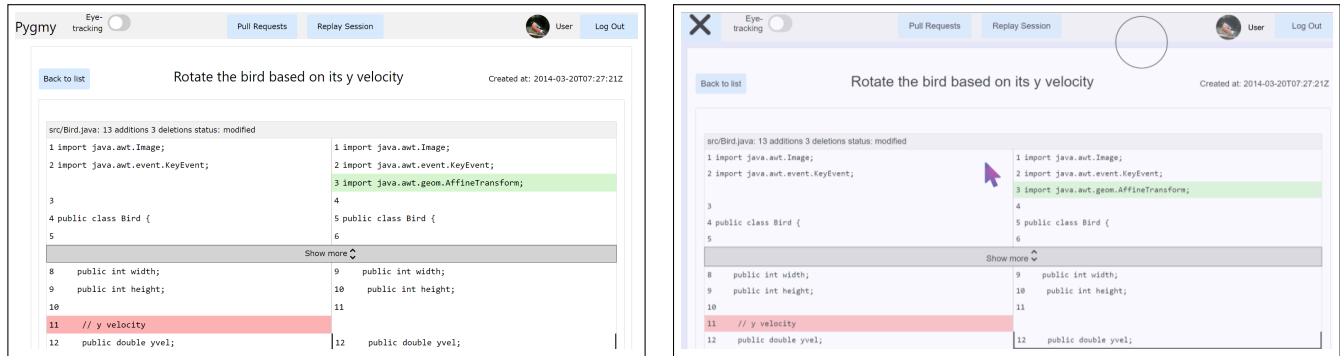 Pygmy Eye-tracking Pull Requests Replay Session User Log Out
Back to list Rotate the bird based on its y velocity Created at: 2014-03-20T07:27:21Z
src/Bird.java: 13 additions 3 deletions status: modified
1 import java.awt.Image; 1 import java.awt.Image;
2 import java.awt.event.KeyEvent; 2 import java.awt.event.KeyEvent;
3 import java.awt.geom.AffineTransform;
3 4
4 public class Bird { 5 public class Bird {
5 6
Show more
8 public int width; 9 public int width;
9 public int height; 10 public int height;
10 11
11 // y velocity
12 public double yvel; 12 public double yvel;
Eye-tracking Pull Requests Replay Session User Log Out
Back to list Rotate the bird based on its y velocity Created at: 2014-03-20T07:27:21Z
src/Bird.java: 13 additions 3 deletions status: modified
1 import java.awt.Image; 1 import java.awt.Image;
2 import java.awt.event.KeyEvent; 2 import java.awt.event.KeyEvent;
3 import java.awt.geom.AffineTransform;
3 4
4 public class Bird { 5 public class Bird {
5 6
Show more
8 public int width; 9 public int width;
9 public int height; 10 public int height;
10 11
11 // y velocity
12 public double yvel; 12 public double yvel;